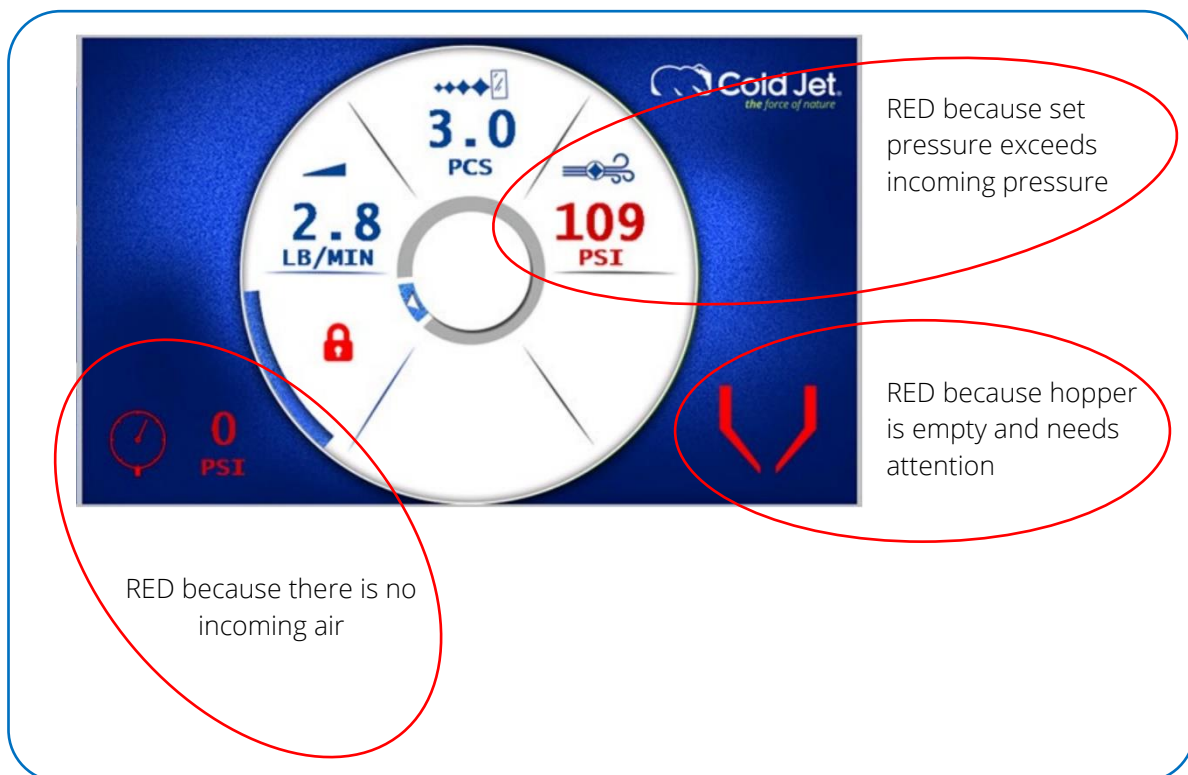 3.0
PCS
2.8
LB/MIN
109
PSI
0
PSI
Cold Jet®
the force of nature
RED because set
pressure exceeds
incoming pressure
RED because hopper
is empty and needs
attention
RED because there is no
incoming air